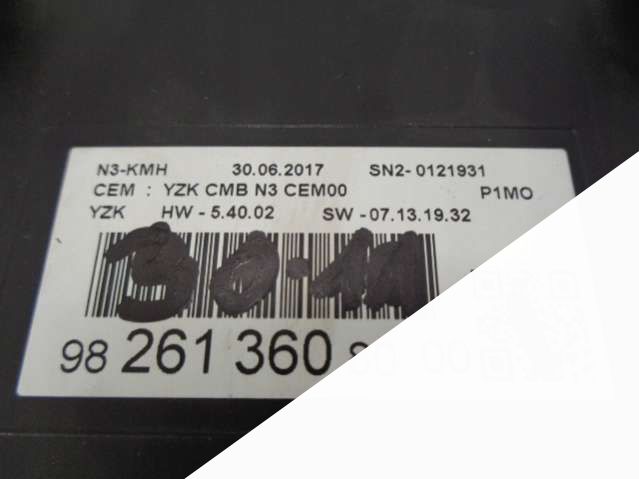 N3-KMH 30.06.2017 SN2- 0121931
CEM : YZK CMB N3 CEM00 P1MO
YZK HW - 5.40.02 SW - 07.13.19.32
30.11
98 261 360